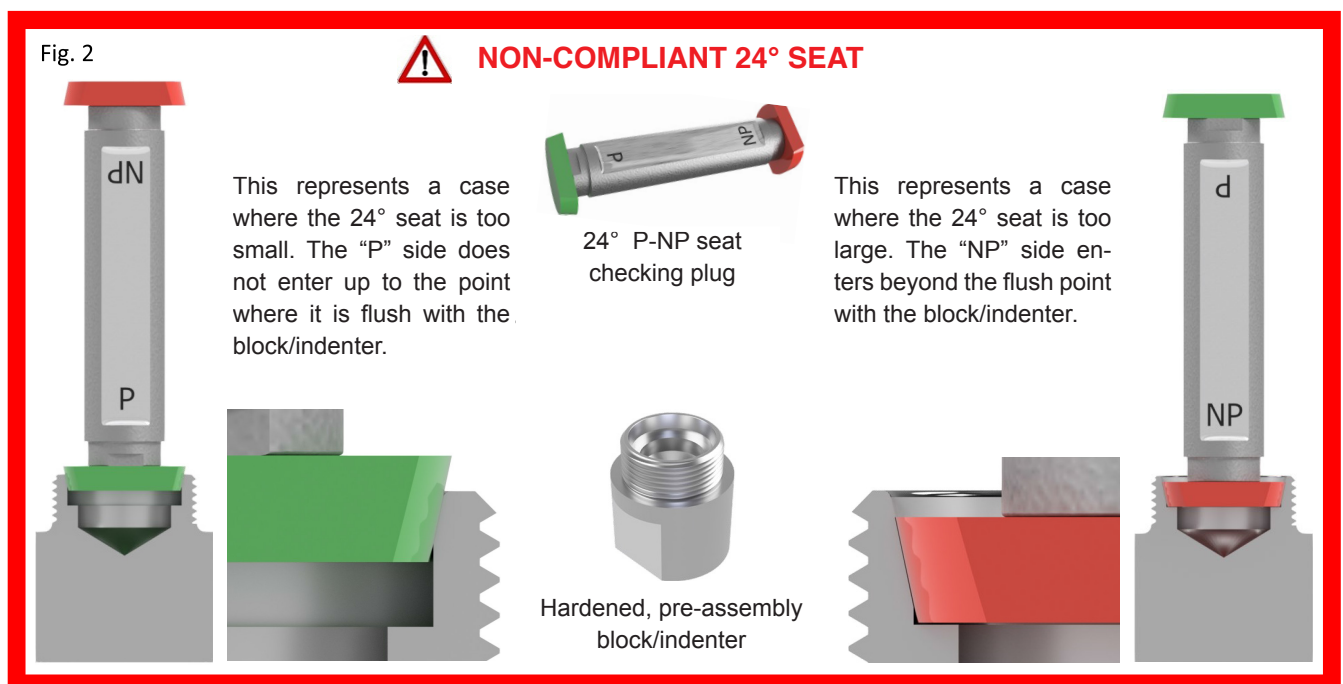 Fig. 2
NON-COMPLIANT 24° SEAT
NP
P
This represents a case
where the 24° seat is too
small. The “P” side does
not enter up to the point
where it is flush with the
block/indenter.
P
NP
24° P-NP seat
checking plug
This represents a case
where the 24° seat is too
large. The “NP” side en-
ters beyond the flush point
with the block/indenter.
P
NP
Hardened, pre-assembly
block/indenter